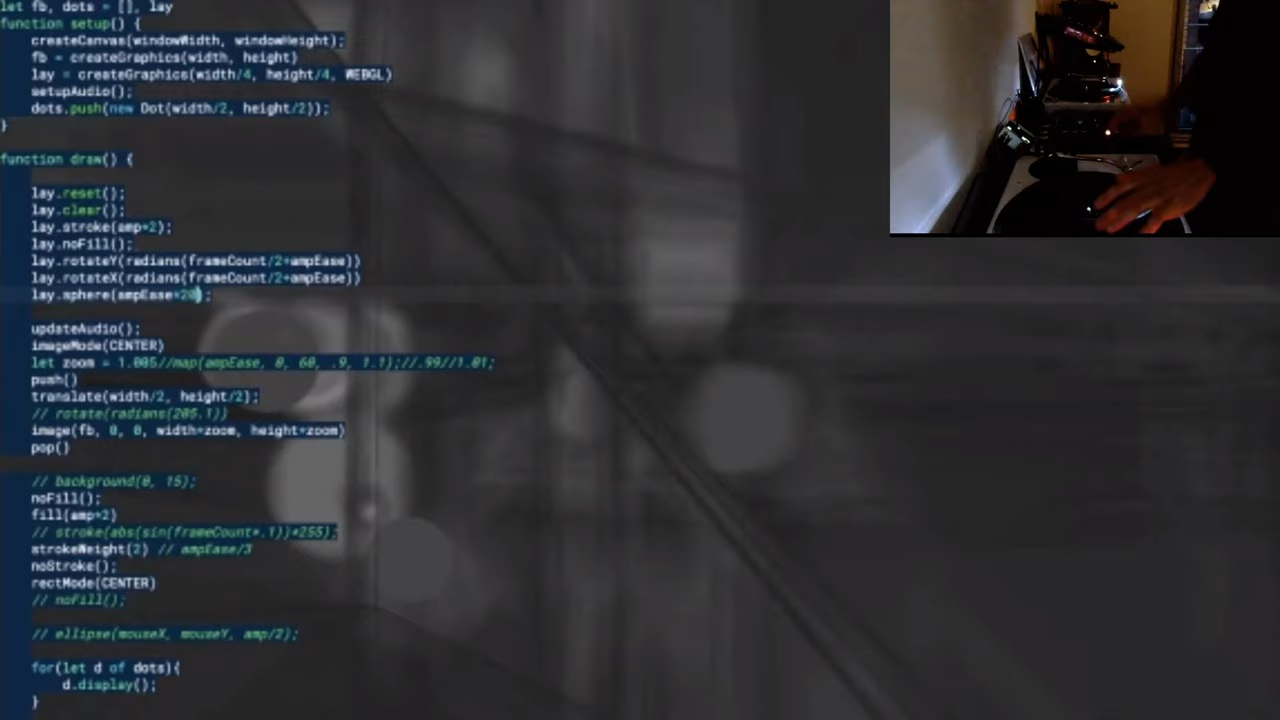 let fb, dots = [], lay
function setup() {
createCanvas(windowWidth, windowHeight);
fb = createGraphics(width, height)
lay = createGraphics(width/4, height/4, WEBGL)
setupAudio();
dots.push(new Dot(width/2, height/2));
}
function draw() {
lay.reset();
lay.clear();
lay.stroke(amp*2);
lay.noFill();
lay.rotateY(radians(frameCount/2+ampEase))
lay.rotateX(radians(frameCount/2+ampEase))
lay.sphere(ampEase*20);
updateAudio();
imageMode(CENTER)
let zoom = 1.005//map(ampEase, 0, 60, .9, 1.1);//.99//1.01;
push()
translate(width/2, height/2);
// rotate(radians(205.1))
image(fb, 0, 0, width*zoom, height*zoom)
pop()
// background(0, 15);
noFill();
fill(amp*2)
// stroke(abs(sin(frameCount*.1))*255);
strokeWeight(2) // ampEase/3
noStroke();
rectMode(CENTER)
// noFill();
// ellipse(mouseX, mouseY, amp/2);
for(let d of dots){
d.display();
}